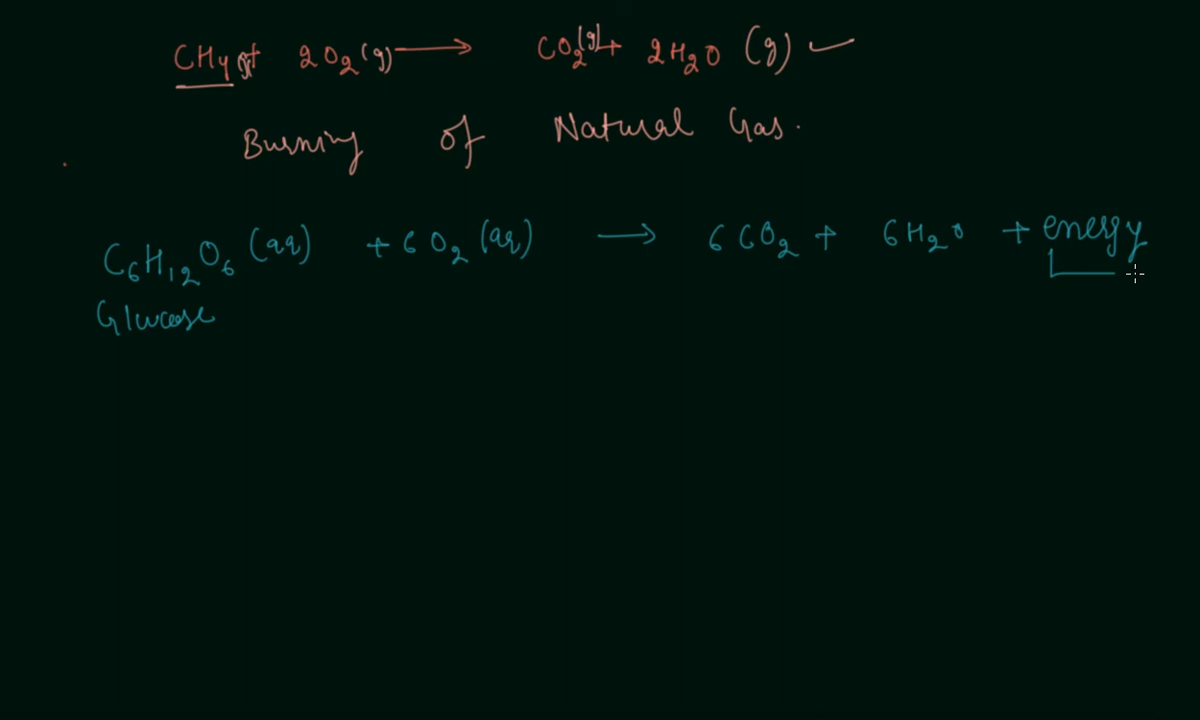 CH4(g) + 2O2(g) → CO2(g) + 2H2O (g) ✓
Burning of Natural Gas.
C6H12O6 (aq) + 6O2 (aq) → 6CO2 + 6H2O + energy
Glucose